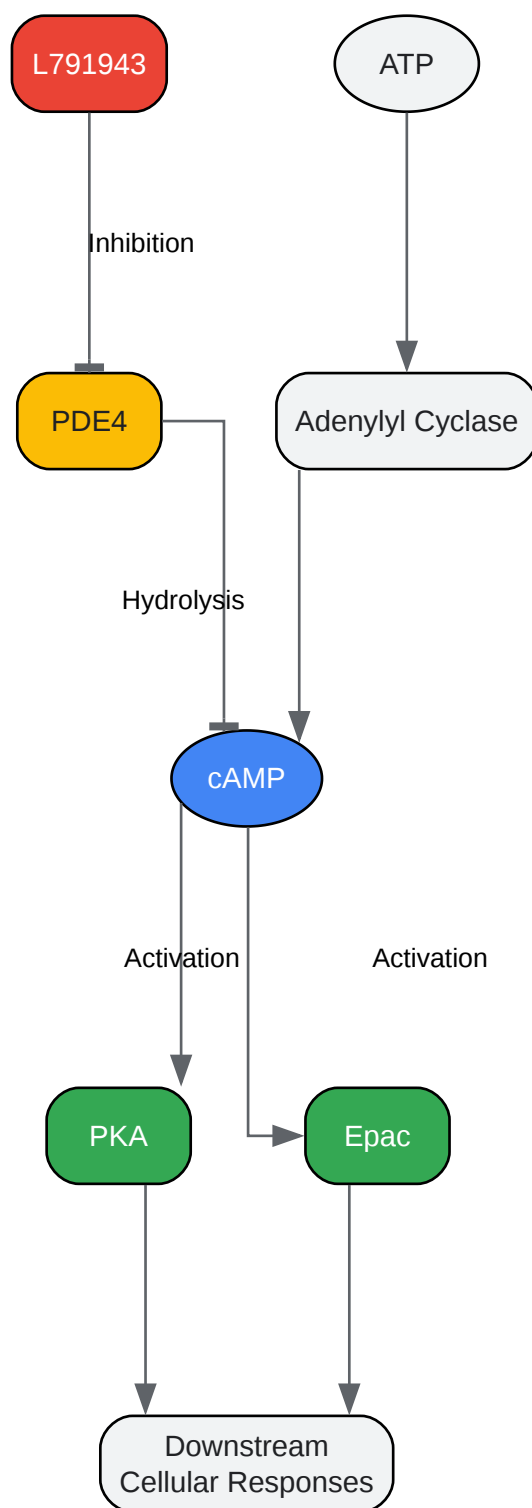 L791943
ATP
Inhibition
PDE4
Adenylyl Cyclase
Hydrolysis
cAMP
Activation
Activation
PKA
Epac
Downstream
Cellular Responses